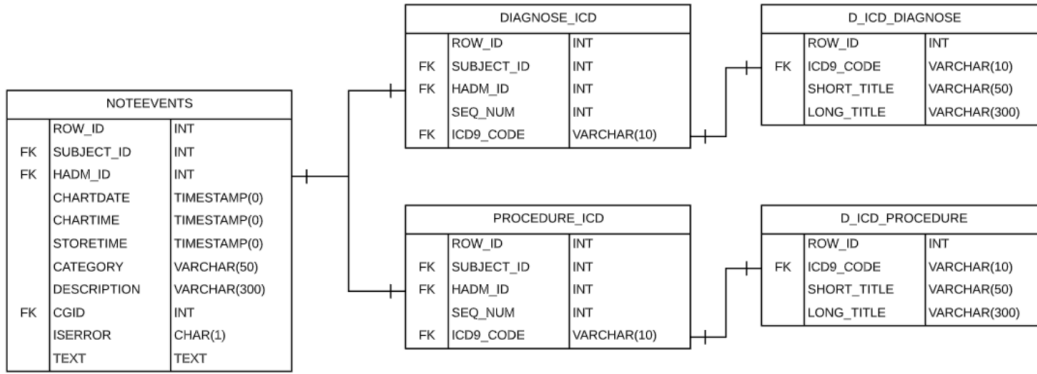 DIAGNOSE_ICD
ROW_ID INT
FK SUBJECT_ID INT
FK HADM_ID INT
SEQ_NUM INT
FK ICD9_CODE VARCHAR(10)
D_ICD_DIAGNOSE
ROW_ID INT
FK ICD9_CODE VARCHAR(10)
SHORT_TITLE VARCHAR(50)
LONG_TITLE VARCHAR(300)
NOTEEVENTS
ROW_ID INT
FK SUBJECT_ID INT
FK HADM_ID INT
CHARTDATE TIMESTAMP(0)
CHARTIME TIMESTAMP(0)
STORETIME TIMESTAMP(0)
CATEGORY VARCHAR(50)
DESCRIPTION VARCHAR(300)
FK CGID INT
ISERROR CHAR(1)
TEXT TEXT
PROCEDURE_ICD
ROW_ID INT
FK SUBJECT_ID INT
FK HADM_ID INT
SEQ_NUM INT
FK ICD9_CODE VARCHAR(10)
D_ICD_PROCEDURE
ROW_ID INT
FK ICD9_CODE VARCHAR(10)
SHORT_TITLE VARCHAR(50)
LONG_TITLE VARCHAR(300)